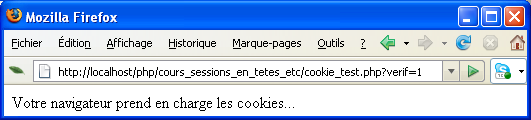 Mozilla Firefox
Fichier Édition Affichage Historique Marque-pages Outils ?
http://localhost/php/cours_sessions_en_tetes_etc/cookie_test.php?verif=1
Votre navigateur prend en charge les cookies...